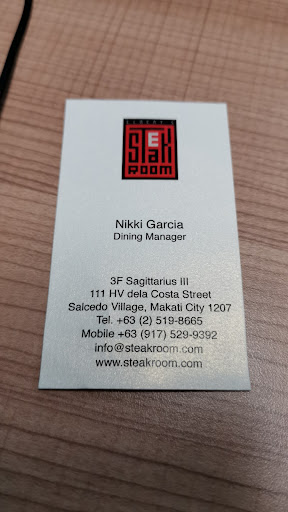 ELBERT'S
STEAK
ROOM
Nikki Garcia
Dining Manager
3F Sagittarius III
111 HV dela Costa Street
Salcedo Village, Makati City 1207
Tel. +63 (2) 519-8665
Mobile +63 (917) 529-9392
info@steakroom.com
www.steakroom.com